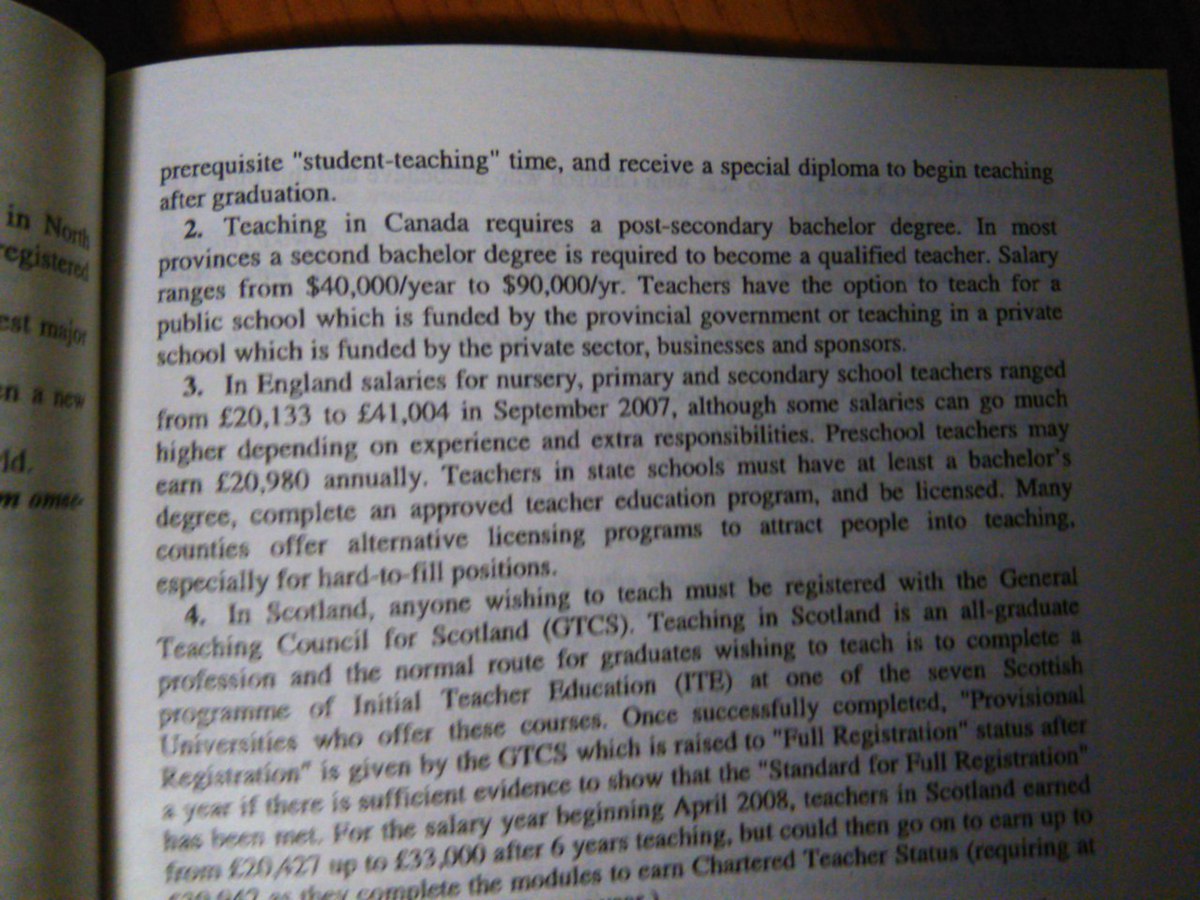 in North
registered
est major
en a new
ld.
prerequisite "student-teaching" time, and receive a special diploma to begin teaching
after graduation.
2. Teaching in Canada requires a post-secondary bachelor degree. In most
provinces a second bachelor degree is required to become a qualified teacher. Salary
ranges from $40,000/year to $90,000/yr. Teachers have the option to teach for a
public school which is funded by the provincial government or teaching in a private
school which is funded by the private sector, businesses and sponsors.
3. In England salaries for nursery, primary and secondary school teachers ranged
from £20,133 to £41,004 in September 2007, although some salaries can go much
higher depending on experience and extra responsibilities. Preschool teachers may
earn £20,980 annually. Teachers in state schools must have at least a bachelor's
degree, complete an approved teacher education program, and be licensed. Many
counties offer alternative licensing programs to attract people into teaching,
especially for hard-to-fill positions.
4. In Scotland, anyone wishing to teach must be registered with the General
Teaching Council for Scotland (GTCS). Teaching in Scotland is an all-graduate
profession and the normal route for graduates wishing to teach is to complete a
programme of Initial Teacher Education (ITE) at one of the seven Scottish
Universities who offer these courses. Once successfully completed, "Provisional
Registration" is given by the GTCS which is raised to "Full Registration" status after
a year if there is sufficient evidence to show that the "Standard for Full Registration"
has been met. For the salary year beginning April 2008, teachers in Scotland earned
from £20,427 up to £33,000 after 6 years teaching, but could then go on to earn up to
as they complete the modules to earn Chartered Teacher Status (requiring at